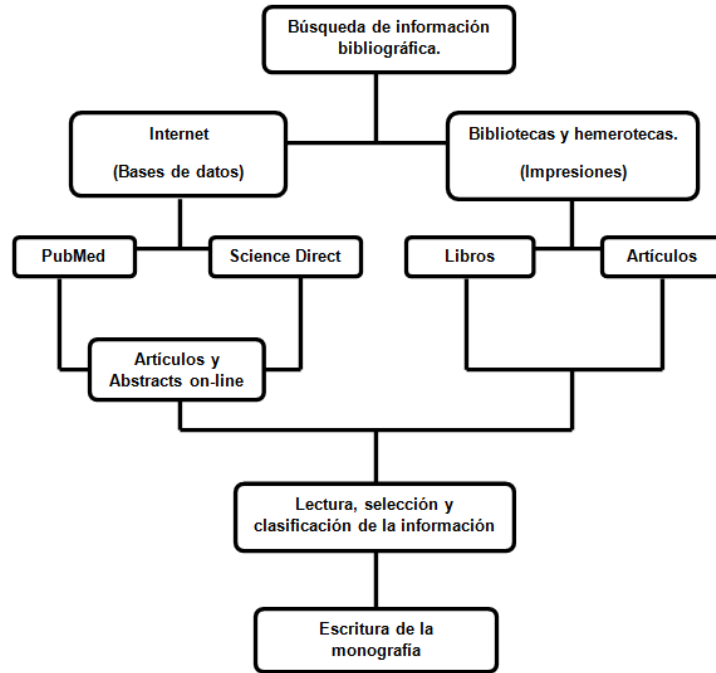 Búsqueda de información
bibliográfica.
Internet
(Bases de datos)
Bibliotecas y hemerotecas.
(Impresiones)
PubMed
Science Direct
Libros
Artículos
Artículos y
Abstracts on-line
Lectura, selección y
clasificación de la información
Escritura de la
monografía